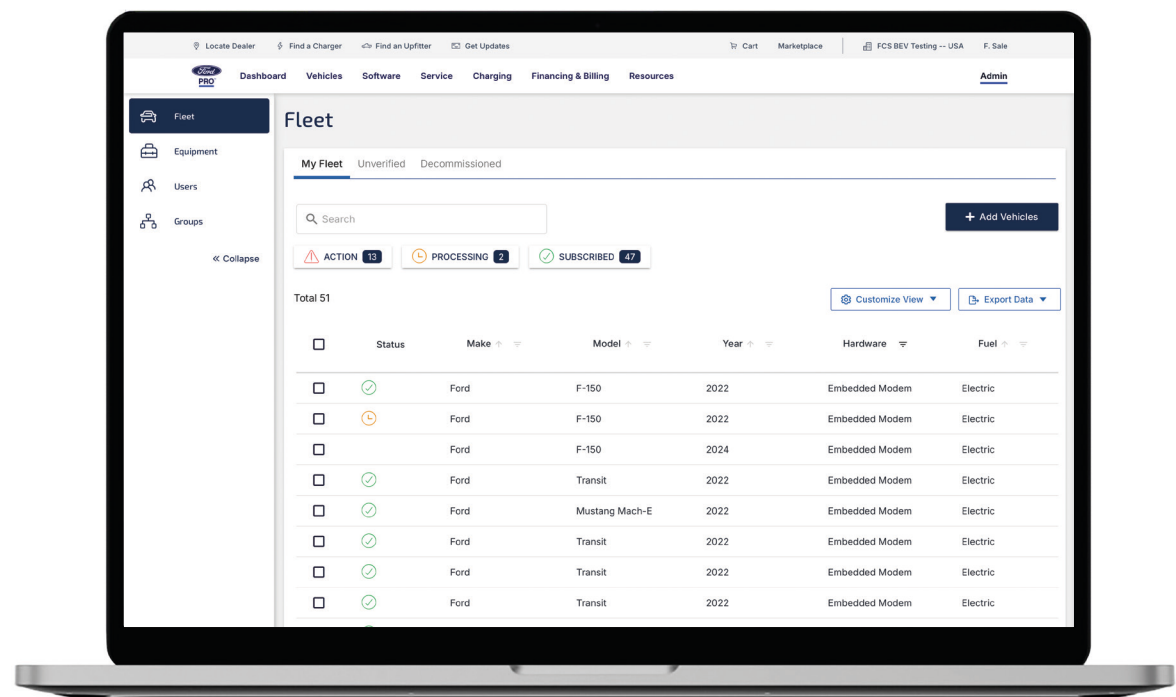 Locate Dealer Find a Charger Find an Upfitter Get Updates Cart Marketplace FCS BEV Testing -- USA F. Sale
Ford
PRO Dashboard Vehicles Software Service Charging Financing & Billing Resources Admin
Fleet
Equipment
Users
Groups
« Collapse
Fleet
My Fleet Unverified Decommissioned
Search
+ Add Vehicles
ACTION 13 PROCESSING 2 SUBSCRIBED 47
Total 51 Customize View Export Data
Status Make Model Year Hardware Fuel
Ford F-150 2022 Embedded Modem Electric
Ford F-150 2022 Embedded Modem Electric
Ford F-150 2024 Embedded Modem Electric
Ford Transit 2022 Embedded Modem Electric
Ford Mustang Mach-E 2022 Embedded Modem Electric
Ford Transit 2022 Embedded Modem Electric
Ford Transit 2022 Embedded Modem Electric
Ford Transit 2022 Embedded Modem Electric